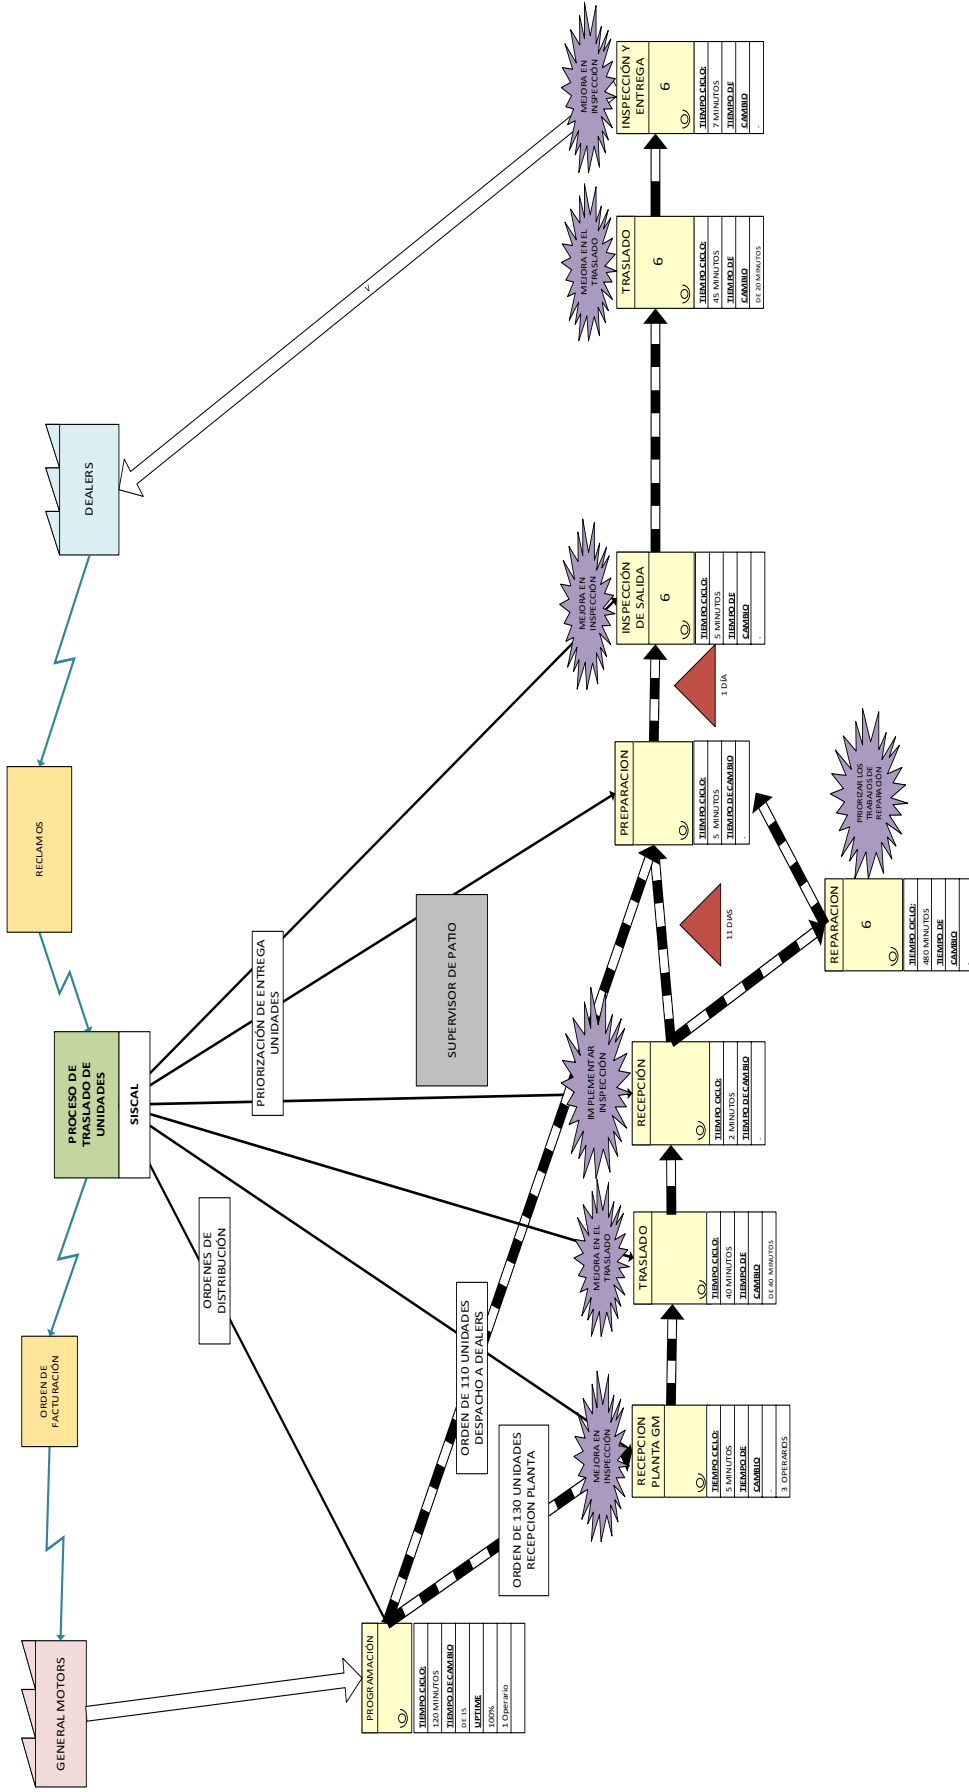 GENERAL MOTORS
ORDEN DE
FACTURACIÓN
PROCESO DE
TRASLADO DE
UNIDADES
SISCAL
RECLAMOS
DEALERS
ORDENES DE
DISTRIBUCIÓN
PRIORIZACIÓN DE ENTREGA
UNIDADES
SUPERVISOR DE PATIO
ORDEN DE 110 UNIDADES
DESPACHO A DEALERS
ORDEN DE 130 UNIDADES
RECEPCION PLANTA
V
PROGRAMACIÓN
TIEMPO CICLO:
120 MINUTOS
TIEMPO DE CAMBIO
DE 15
UPTIME
100%
1 Operario
MEJORA EN
INSPECCIÓN
RECEPCION
PLANTA GM
TIEMPO CICLO:
5 MINUTOS
TIEMPO DE
CAMBIO
.
3 OPERARIOS
MEJORA EN EL
TRASLADO
TRASLADO
TIEMPO CICLO:
40 MINUTOS
TIEMPO DE
CAMBIO
DE 40 MINUTOS
IMPLEMENTAR
INSPECCIÓN
RECEPCIÓN
TIEMPO CICLO:
2 MINUTOS
TIEMPO DE CAMBIO
.
11 DIAS
REPARACION
6
TIEMPO CICLO:
480 MINUTOS
TIEMPO DE
CAMBIO
.
PRIORIZAR LOS
TRABAJOS DE
REPARACIÓN
PREPARACION
TIEMPO CICLO:
5 MINUTOS
TIEMPO DE CAMBIO
.
1 DÍA
MEJORA EN
INSPECCIÓN
INSPECCIÓN
DE SALIDA
6
TIEMPO CICLO:
5 MINUTOS
TIEMPO DE
CAMBIO
.
MEJORA EN EL
TRASLADO
TRASLADO
6
TIEMPO CICLO:
45 MINUTOS
TIEMPO DE
CAMBIO
DE 20 MINUTOS
MEJORA EN
INSPECCIÓN
INSPECCIÓN Y
ENTREGA
6
TIEMPO CICLO:
7 MINUTOS
TIEMPO DE
CAMBIO
.